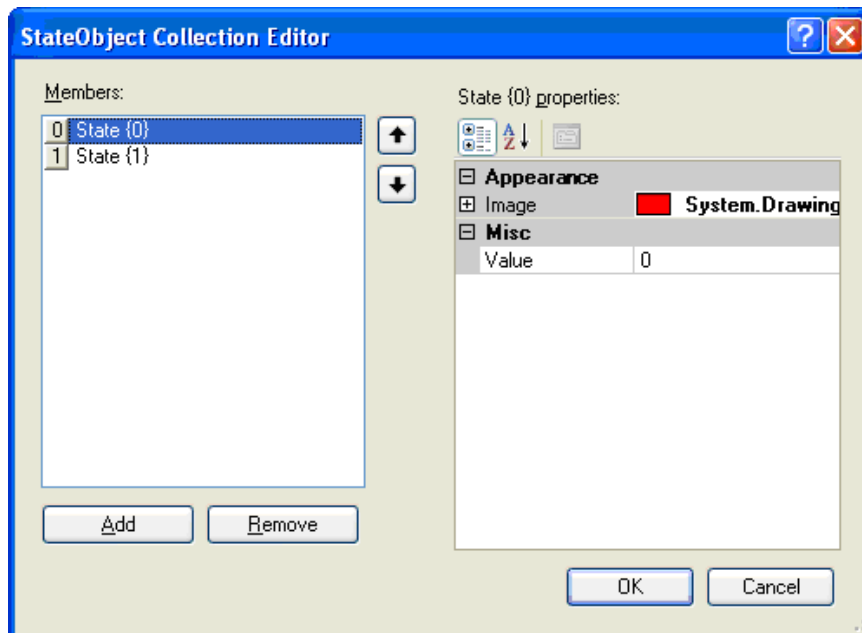 StateObject Collection Editor
Members:
0 State {0}
1 State {1}
Add Remove
State {0} properties:
Appearance
Image System.Drawing
Misc
Value 0
OK Cancel